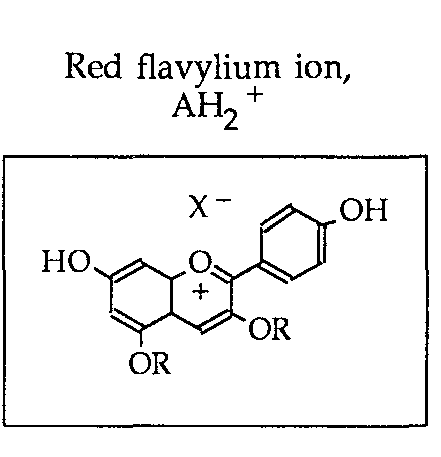 Red flavylium ion,
AH₂⁺
X⁻
OH
HO
O
+
OR
OR